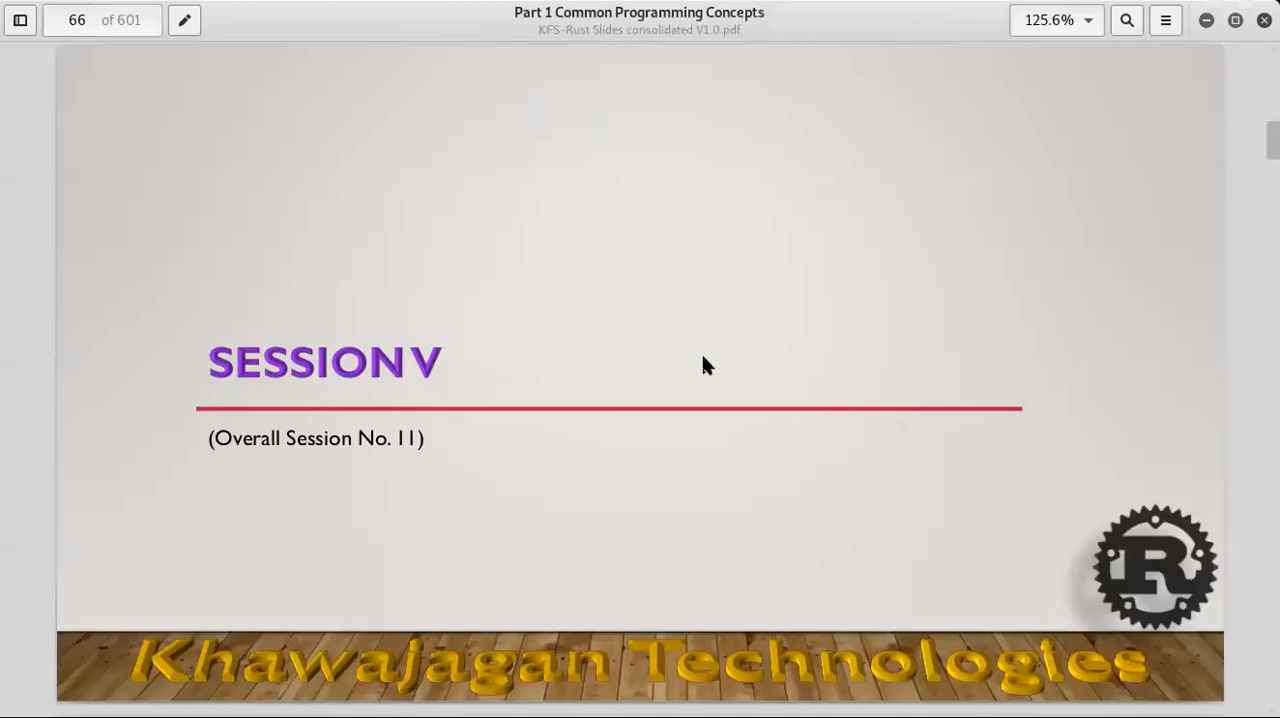 66 of 601
Part 1 Common Programming Concepts
KFS-Rust Slides consolidated V1.0.pdf
125.6%
SESSION V
(Overall Session No. 11)
R
Khawajagan Technologies